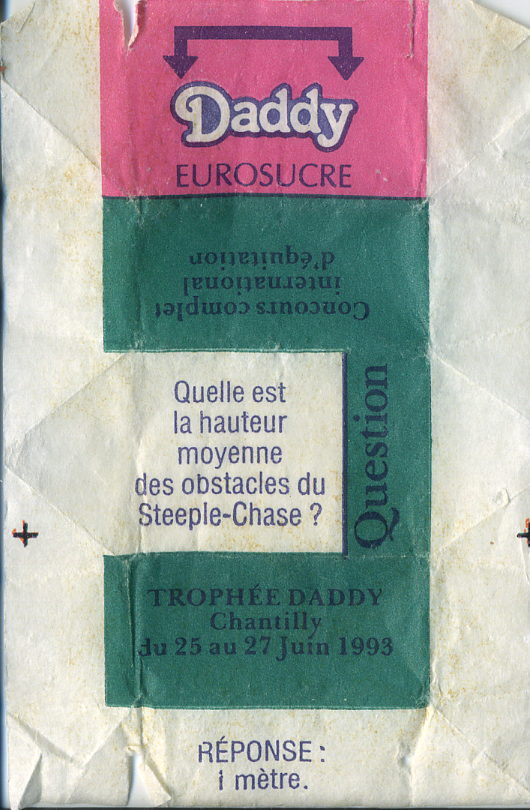 Daddy
EUROSUCRE
Concours complet
international
d'équitation
Question
Quelle est
la hauteur
moyenne
des obstacles du
Steeple-Chase ?
TROPHÉE DADDY
Chantilly
du 25 au 27 Juin 1993
RÉPONSE :
1 mètre.